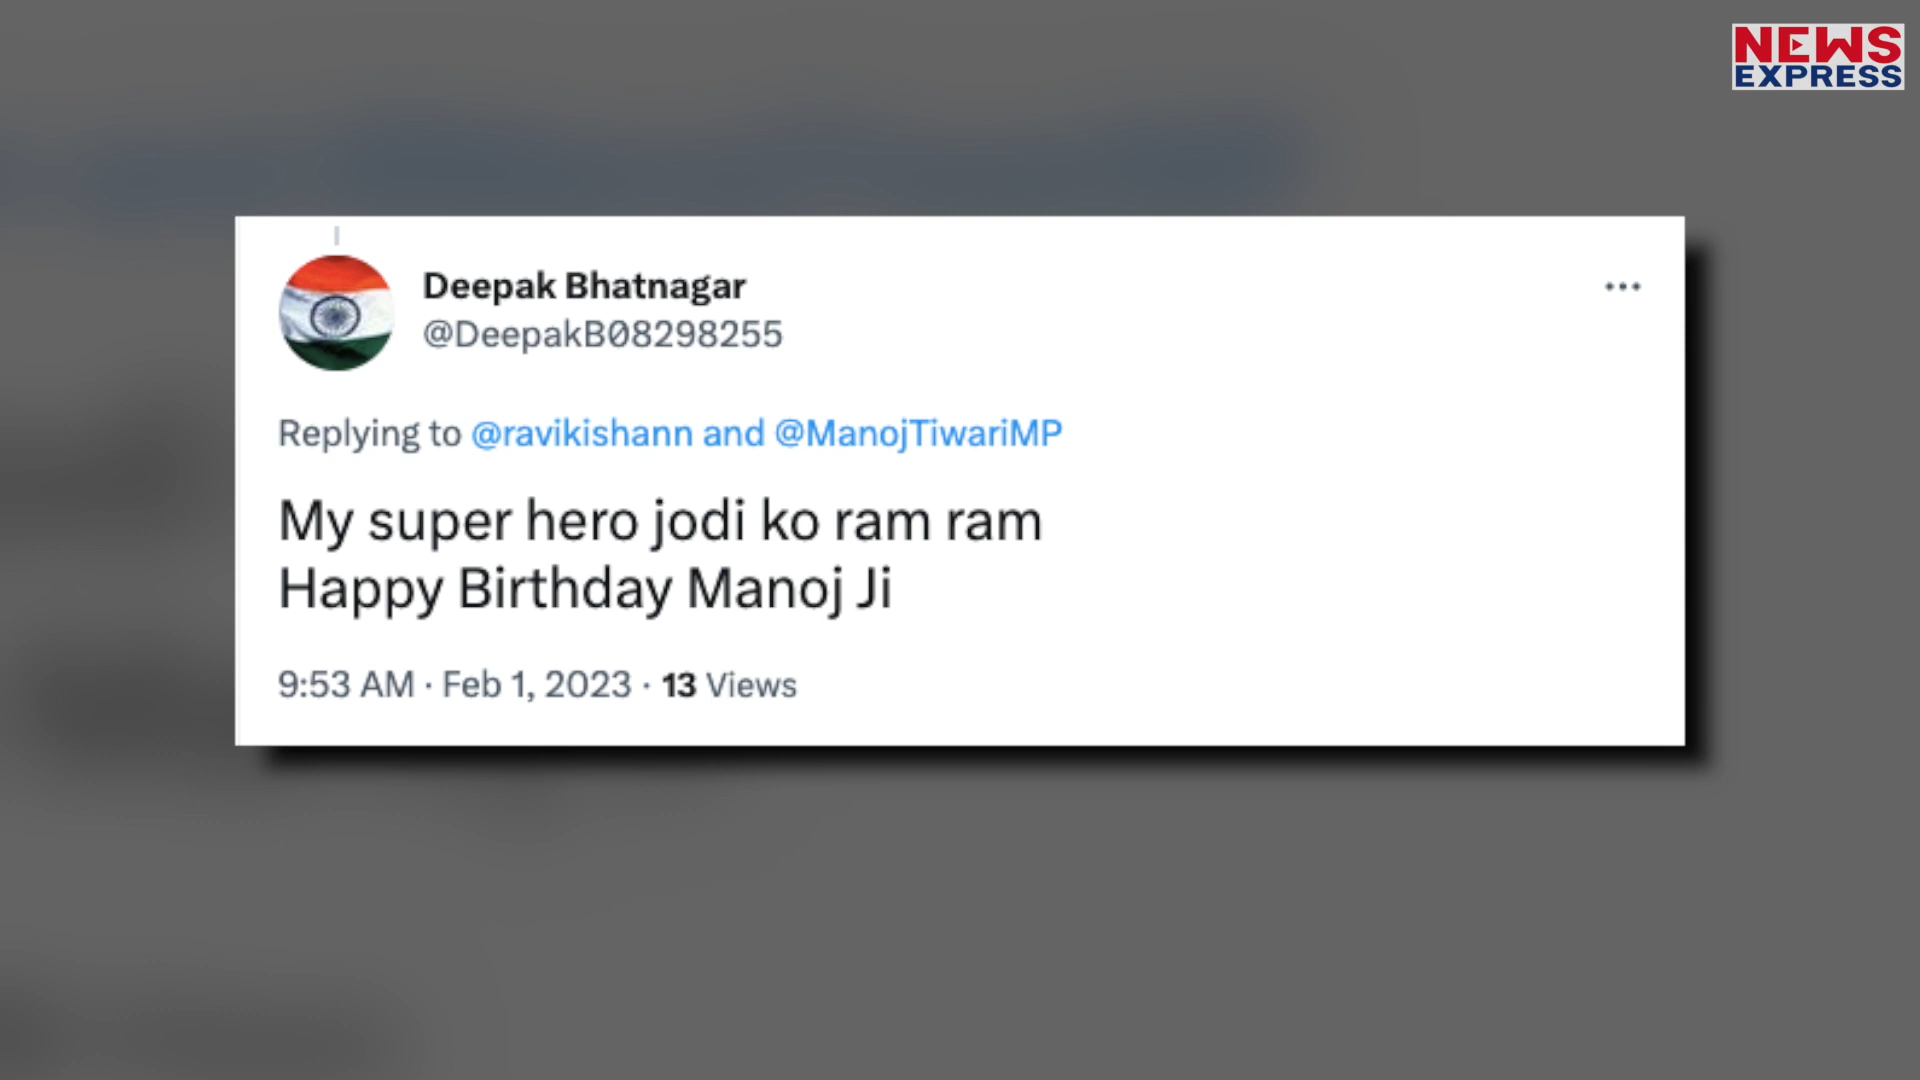 NEWS
EXPRESS
Deepak Bhatnagar
@DeepakB08298255
Replying to @ravikishann and @ManojTiwariMP
My super hero jodi ko ram ram
Happy Birthday Manoj Ji
9:53 AM · Feb 1, 2023 · 13 Views